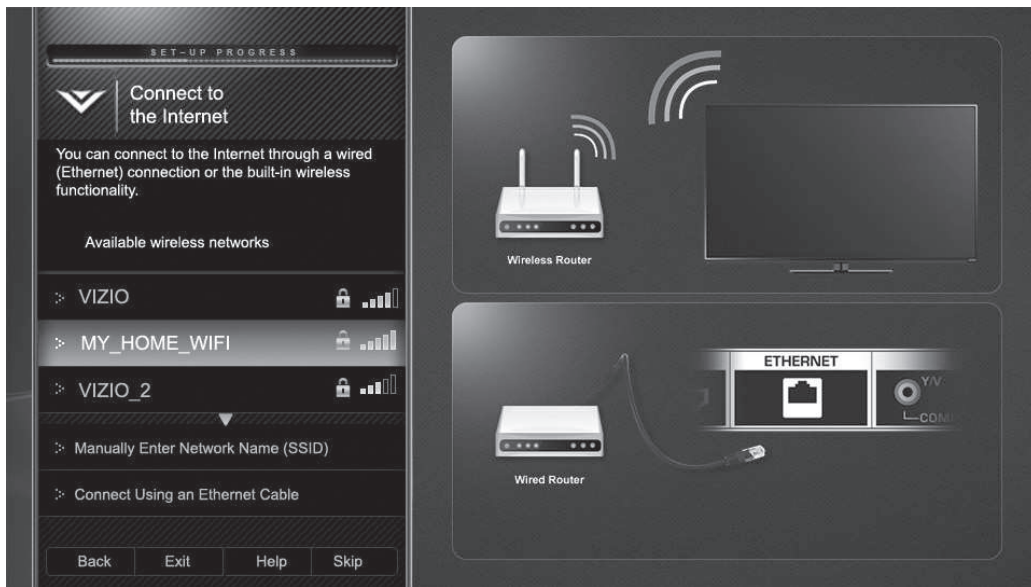 SET-UP PROGRESS
Connect to
the Internet
You can connect to the Internet through a wired
(Ethernet) connection or the built-in wireless
functionality.
Available wireless networks
VIZIO
MY_HOME_WIFI
VIZIO_2
Manually Enter Network Name (SSID)
Connect Using an Ethernet Cable
Back Exit Help Skip
Wireless Router
ETHERNET
Y/V
COM
Wired Router